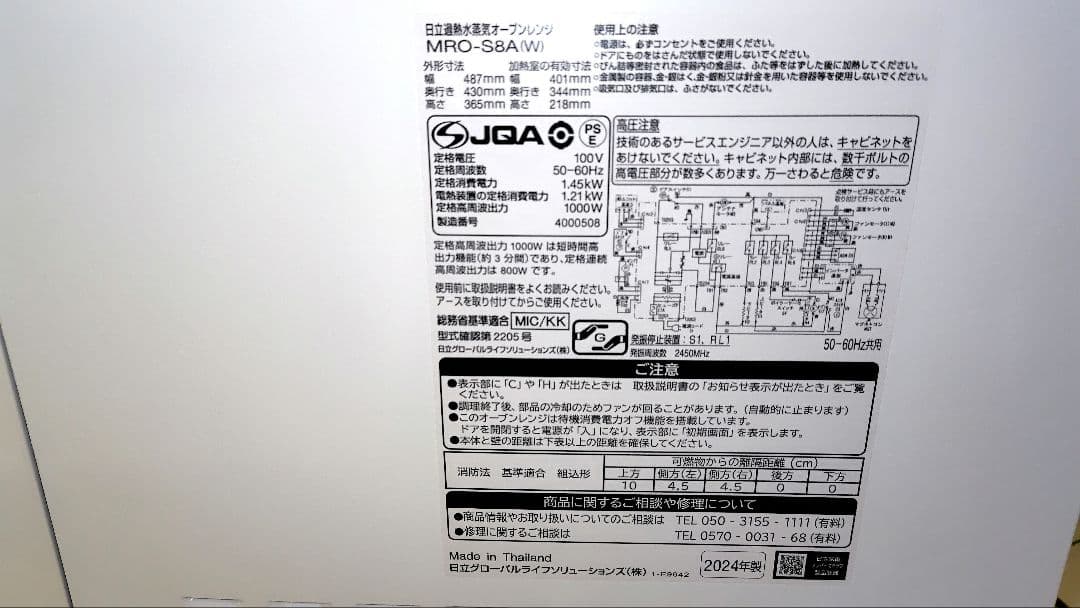 日立過熱水蒸気オーブンレンジ
MRO-S8A(W)
外形寸法 加熱室の有効寸法
幅 487mm 幅 401mm
奥行き 430mm 奥行き 344mm
高さ 365mm 高さ 218mm
使用上の注意
○電源は、必ずコンセントをご使用ください。
○ドアにものをはさんだ状態で使用しないでください。
○びん詰等密封された容器内の食品は、ふた等をはずした後に加熱してください。
○金属製の容器、金・銀はく、金・銀粉又は針金を用いた容器等を使用しないでください。
○吸気口及び排気口は、ふさがないでください。
JQA PSE
定格電圧 100V
定格周波数 50-60Hz
定格消費電力 1.45kW
電熱装置の定格消費電力 1.21kW
定格高周波出力 1000W
製造番号 4000508
高圧注意
技術のあるサービスエンジニア以外の人は、キャビネットを
あけないでください。キャビネット内部には、数千ボルトの
高電圧部分が数多くあります。万一さわると危険です。
定格高周波出力1000Wは短時間高
出力機能(約3分間)であり、定格連続
高周波出力は800Wです。
使用前に取扱説明書をよくお読みください。
アースを取り付けてからご使用ください。
総務省基準適合 MIC/KK
型式確認第2205号
日立グローバルライフソリューションズ(株)
G
発振停止装置：S1、RL1
発振周波数 2450MHz
50-60Hz共用
ご注意
●表示部に「C」や「H」が出たときは 取扱説明書の「お知らせ表示が出たとき」をご覧
ください。
●調理終了後、部品の冷却のためファンが回ることがあります。(自動的に止まります)
●このオーブンレンジは待機消費電力オフ機能を搭載しています。
ドアを開閉すると電源が「入」になり、表示部に「初期画面」を表示します。
●本体と壁の距離は下表以上の距離を確保してください。
消防法 基準適合 組込形
可燃物からの離隔距離 (cm)
上方 側方(左) 側方(右) 後方 下方
10 4.5 4.5 0 0
商品に関するご相談や修理について
●商品情報やお取り扱いについてのご相談は TEL 050-3155-1111(有料)
●修理に関するご相談は TEL 0570-0031-68(有料)
Made in Thailand
日立グローバルライフソリューションズ(株)
2024年製